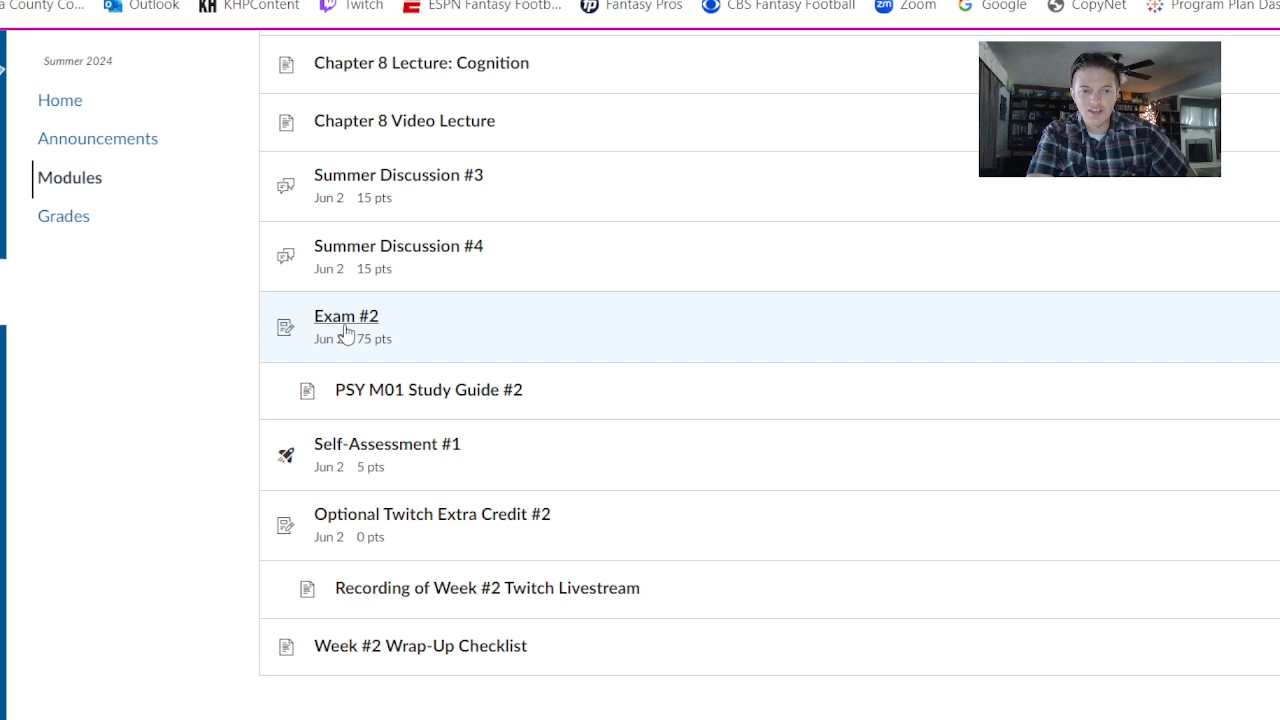 a County Co... Outlook KHPContent Twitch ESPN Fantasy Footb... Fantasy Pros CBS Fantasy Football Zoom Google CopyNet Program Plan Das
Summer 2024
Home
Announcements
Modules
Grades
Chapter 8 Lecture: Cognition
Chapter 8 Video Lecture
Summer Discussion #3
Jun 2 15 pts
Summer Discussion #4
Jun 2 15 pts
Exam #2
Jun 2 75 pts
PSY M01 Study Guide #2
Self-Assessment #1
Jun 2 5 pts
Optional Twitch Extra Credit #2
Jun 2 0 pts
Recording of Week #2 Twitch Livestream
Week #2 Wrap-Up Checklist